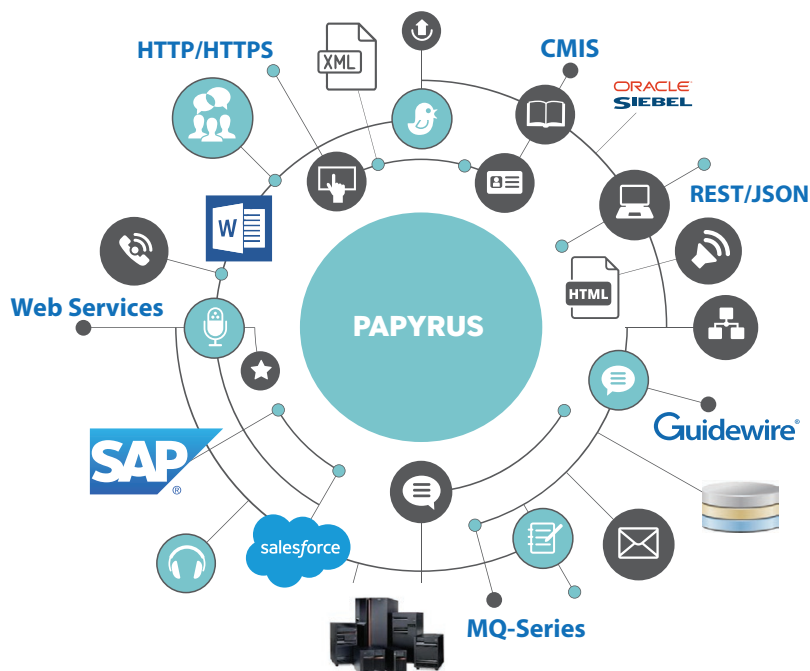 HTTP/HTTPS
XML
CMIS
ORACLE
SIEBEL
REST/JSON
W
HTML
Web Services
PAPYRUS
Guidewire®
SAP
®
salesforce
MQ-Series